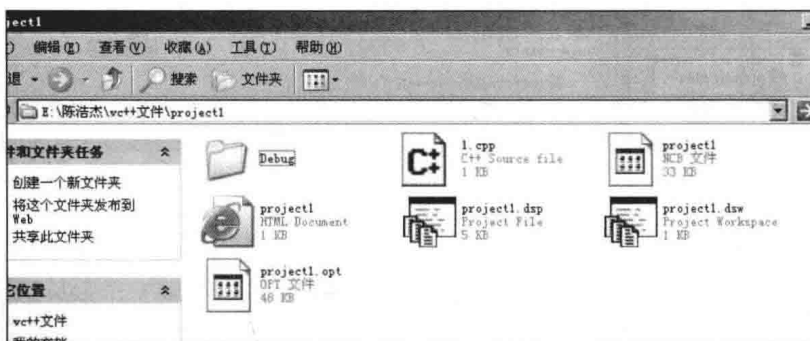 ject1
) 编辑(E) 查看(V) 收藏(A) 工具(T) 帮助(H)
退 搜索 文件夹
E:\陈浩杰\vc++文件\project1
件和文件夹任务
创建一个新文件夹
将这个文件夹发布到
Web
共享此文件夹
它位置
vc++文件
我的文档
Debug
1.cpp
C++ Source file
1 KB
project1
NCB 文件
33 KB
project1
HTML Document
1 KB
project1.dsp
Project File
5 KB
project1.dsw
Project Workspace
1 KB
project1.opt
OPT 文件
48 KB